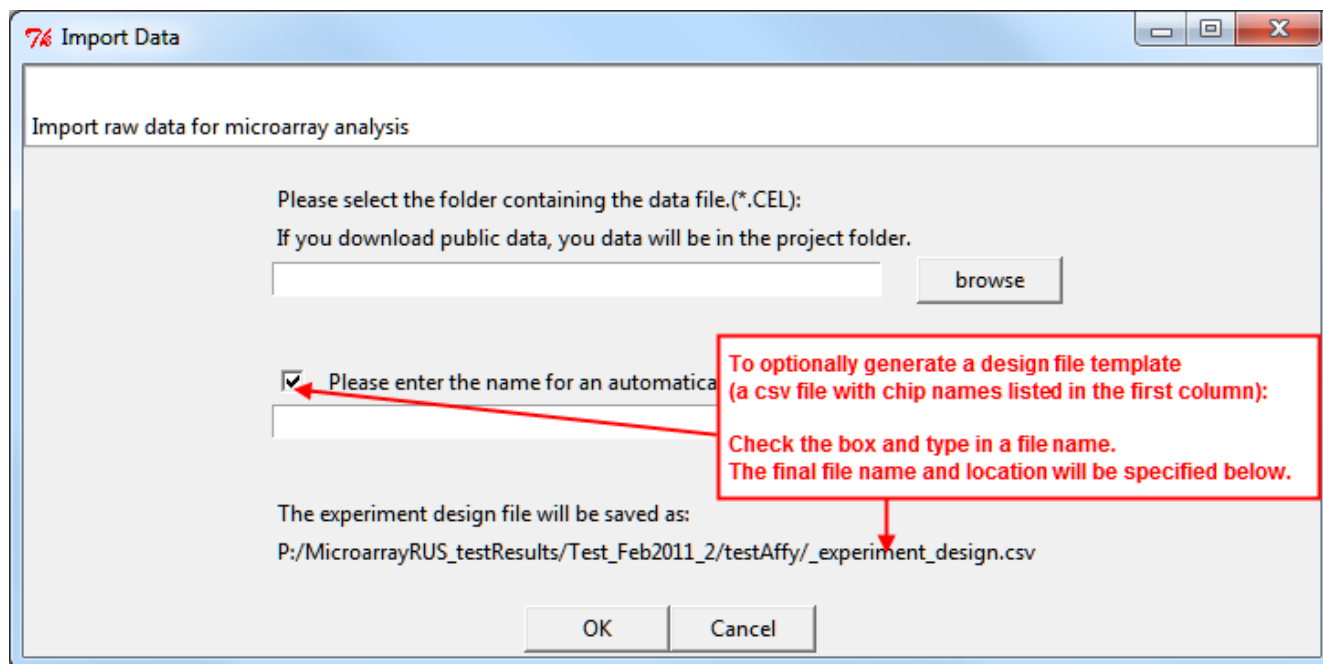 Import Data
Import raw data for microarray analysis
Please select the folder containing the data file.(*.CEL):
If you download public data, you data will be in the project folder.
browse
Please enter the name for an automatica
To optionally generate a design file template
(a csv file with chip names listed in the first column):
Check the box and type in a file name.
The final file name and location will be specified below.
The experiment design file will be saved as:
P:/MicroarrayRUS_testResults/Test_Feb2011_2/testAffy/_experiment_design.csv
OK Cancel